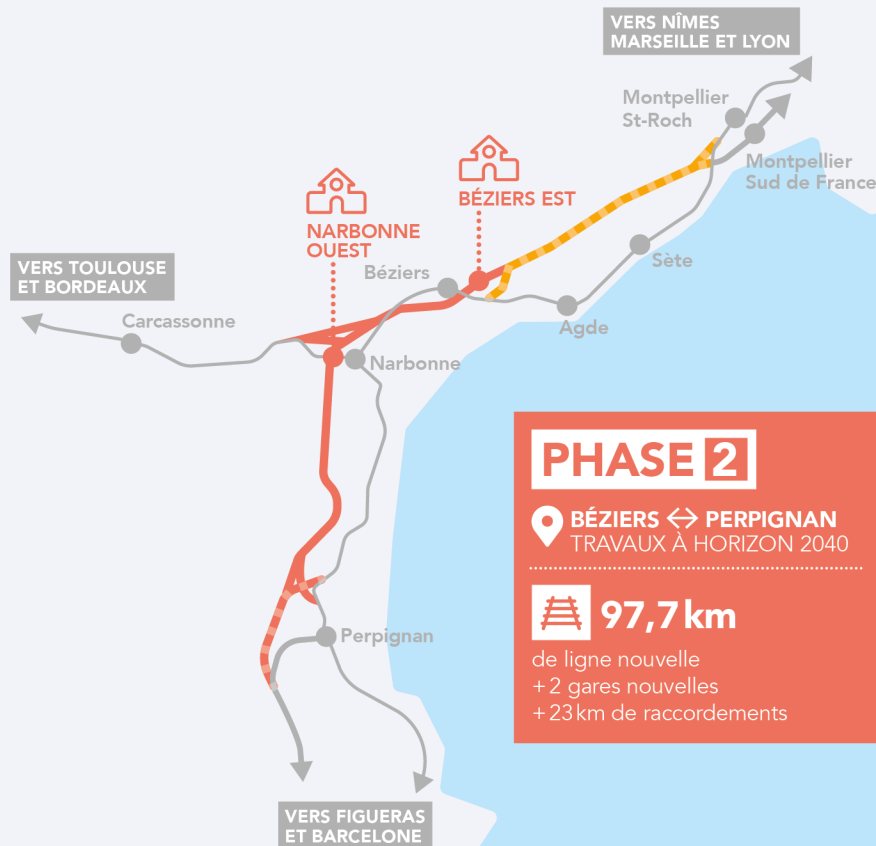 VERS NÎMES
MARSEILLE ET LYON
Montpellier
St-Roch
Montpellier
Sud de France
BÉZIERS EST
NARBONNE
OUEST
Sète
Béziers
VERS TOULOUSE
ET BORDEAUX
Carcassonne
Agde
Narbonne
PHASE 2
BÉZIERS <-> PERPIGNAN
TRAVAUX À HORIZON 2040
97,7 km
de ligne nouvelle
+2 gares nouvelles
+23 km de raccordements
Perpignan
VERS FIGUERAS
ET BARCELONE